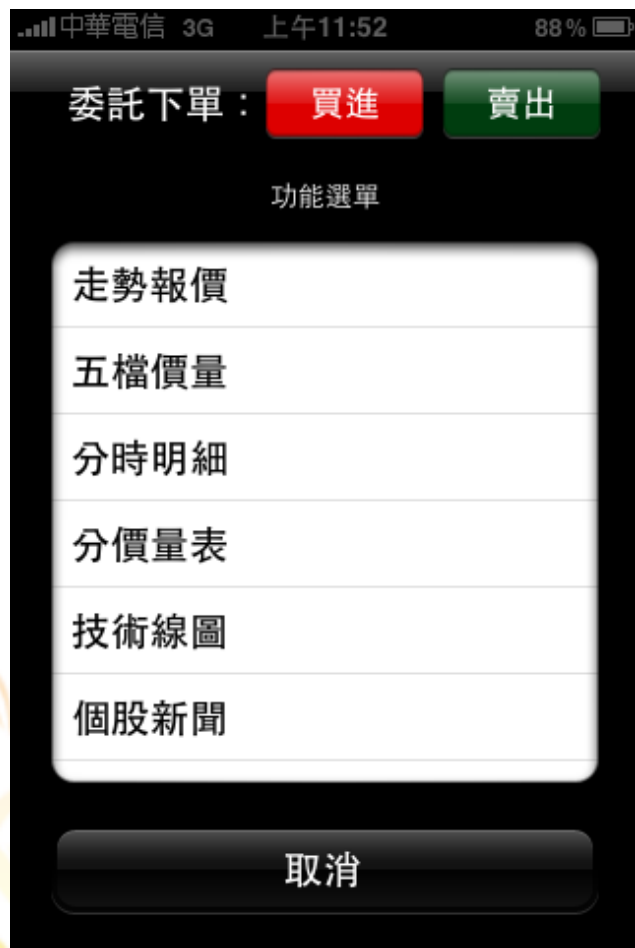 中華電信 3G 上午11:52 88%
委託下單： 買進 賣出
功能選單
走勢報價
五檔價量
分時明細
分價量表
技術線圖
個股新聞
取消